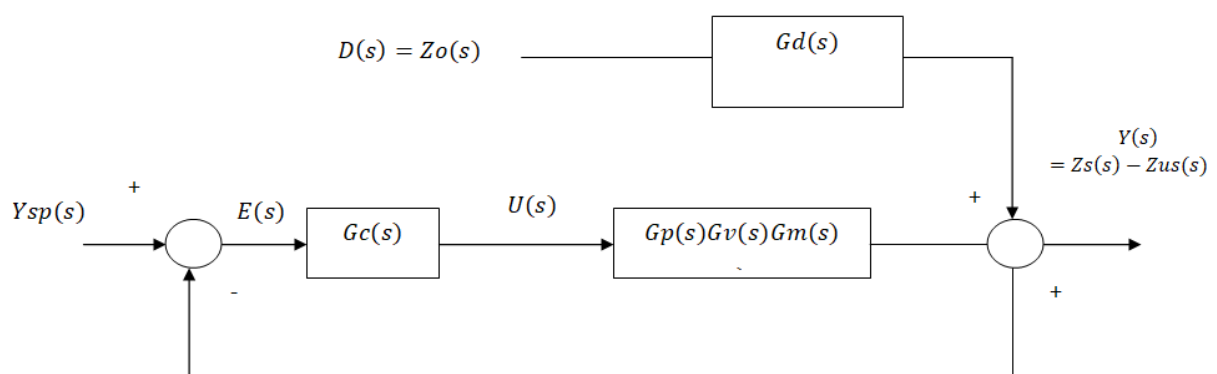 D(s) = Zo(s)
Gd(s)
Y(s)
= Zs(s) − Zus(s)
+
+
Ysp(s)
E(s)
Gc(s)
U(s)
Gp(s)Gv(s)Gm(s)
`
-
+